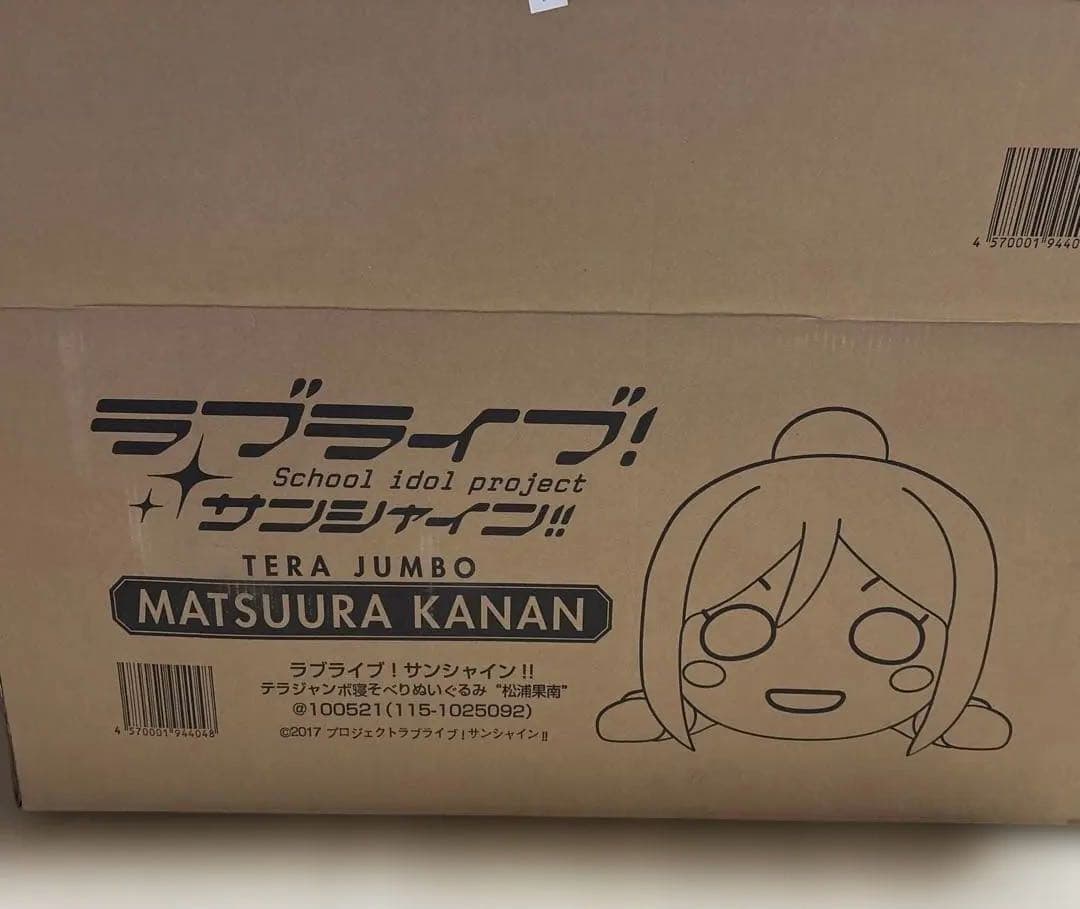 4 570001 9440
ラブライブ!
School idol project
サンシャイン!!
TERA JUMBO
MATSUURA KANAN
ラブライブ!サンシャイン!!
テラジャンボ寝そべりぬいぐるみ “松浦果南”
@100521(115-1025092)
©2017 プロジェクトラブライブ!サンシャイン!!
4 570001 944048